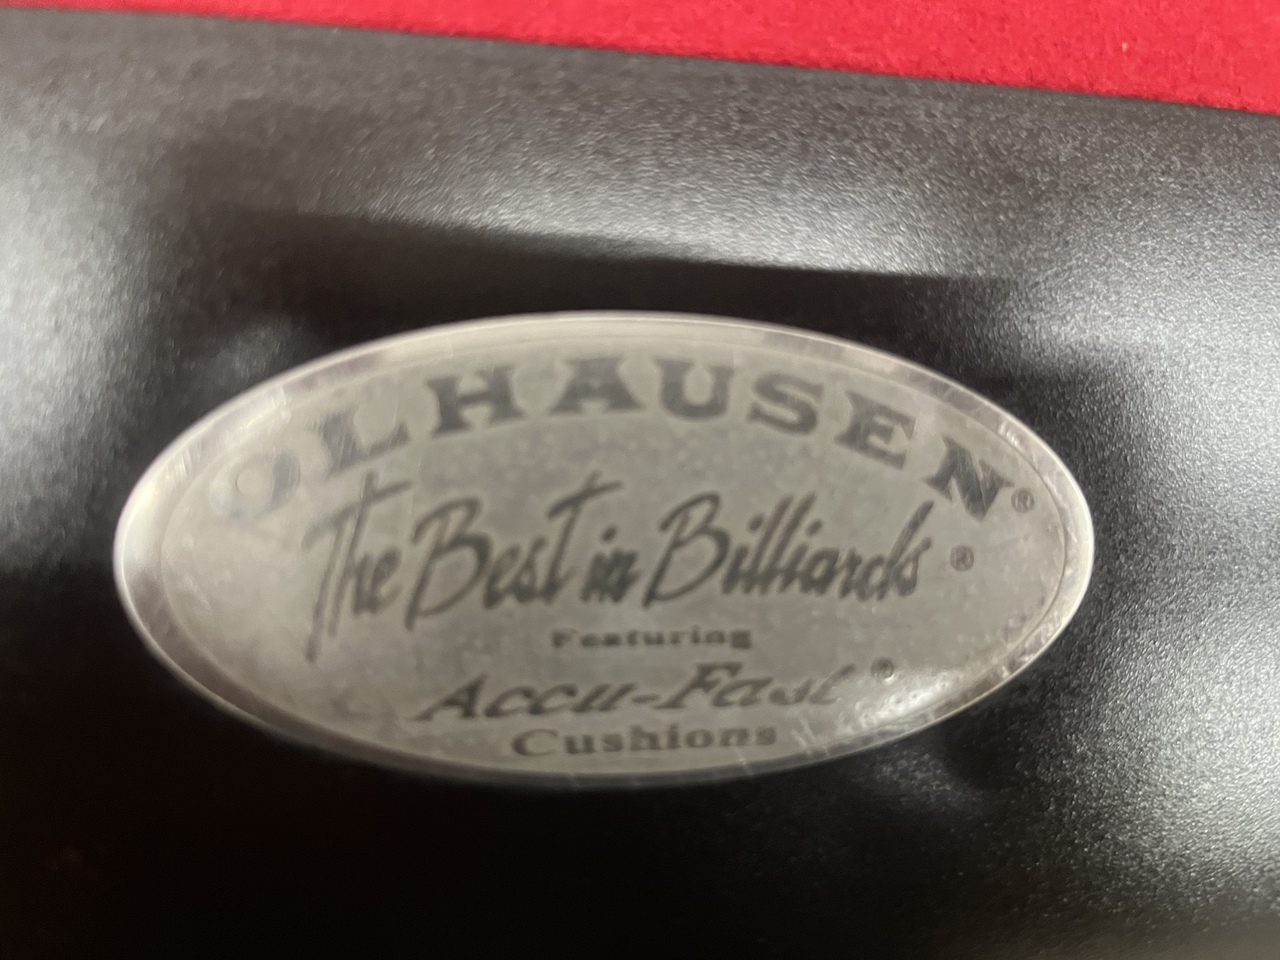 OLHAUSEN®
The Best in Billiards®
Featuring
Accu-Fast®
Cushions